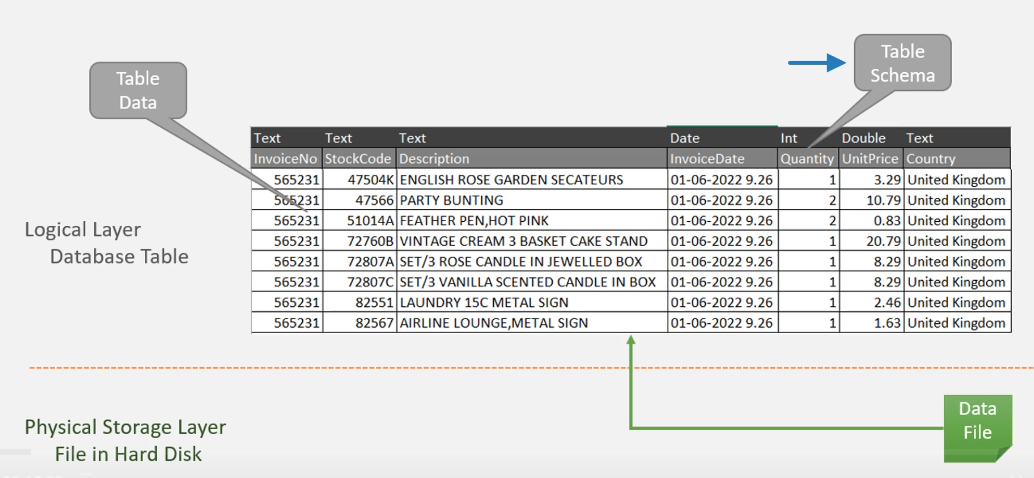 Table
Schema
Table
Data
Text Text Text Date Int Double Text
InvoiceNo StockCode Description InvoiceDate Quantity UnitPrice Country
565231 47504K ENGLISH ROSE GARDEN SECATEURS 01-06-2022 9.26 1 3.29 United Kingdom
565231 47566 PARTY BUNTING 01-06-2022 9.26 2 10.79 United Kingdom
565231 51014A FEATHER PEN,HOT PINK 01-06-2022 9.26 2 0.83 United Kingdom
565231 72760B VINTAGE CREAM 3 BASKET CAKE STAND 01-06-2022 9.26 1 20.79 United Kingdom
565231 72807A SET/3 ROSE CANDLE IN JEWELLED BOX 01-06-2022 9.26 1 8.29 United Kingdom
565231 72807C SET/3 VANILLA SCENTED CANDLE IN BOX 01-06-2022 9.26 1 8.29 United Kingdom
565231 82551 LAUNDRY 15C METAL SIGN 01-06-2022 9.26 1 2.46 United Kingdom
565231 82567 AIRLINE LOUNGE,METAL SIGN 01-06-2022 9.26 1 1.63 United Kingdom
Logical Layer
Database Table
Physical Storage Layer
File in Hard Disk
Data
File